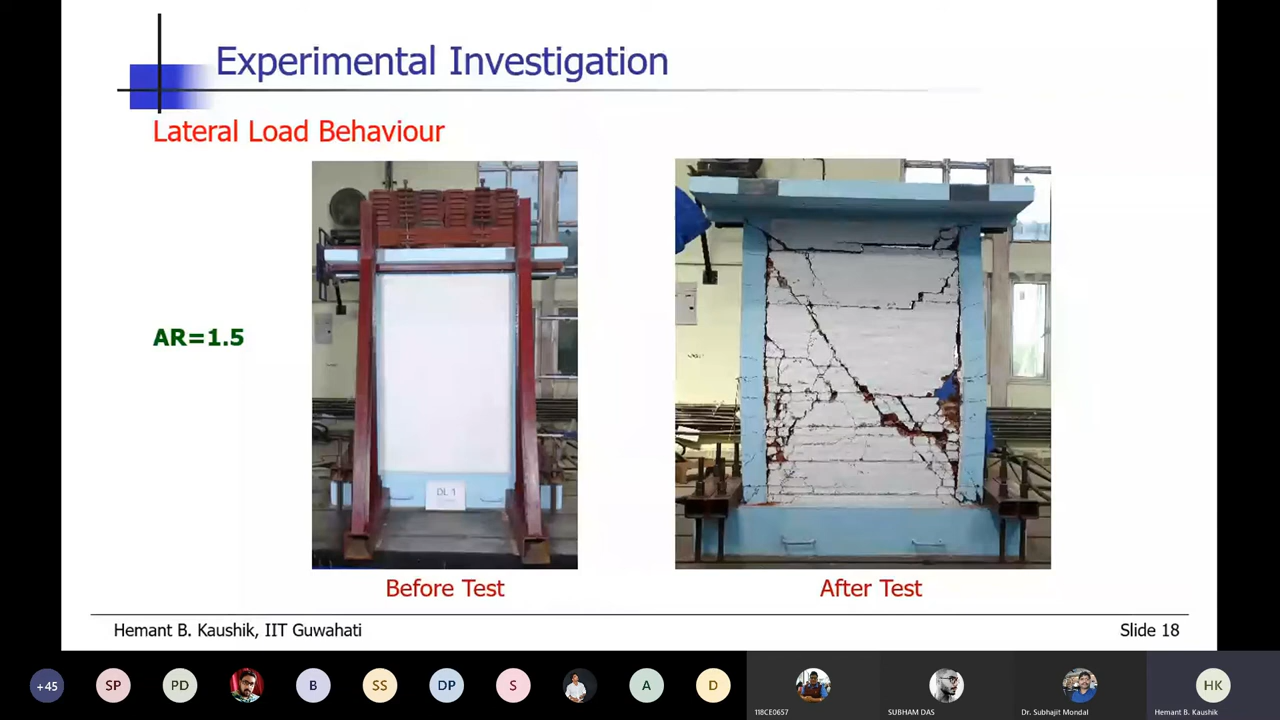 Experimental Investigation
Lateral Load Behaviour
AR=1.5
DL 1
Before Test
After Test
Hemant B. Kaushik, IIT Guwahati
Slide 18
+45
SP
PD
B
SS
DP
S
A
D
HK
118CE0657
SUBHAM DAS
Dr. Subhajit Mondal
Hemant B. Kaushik